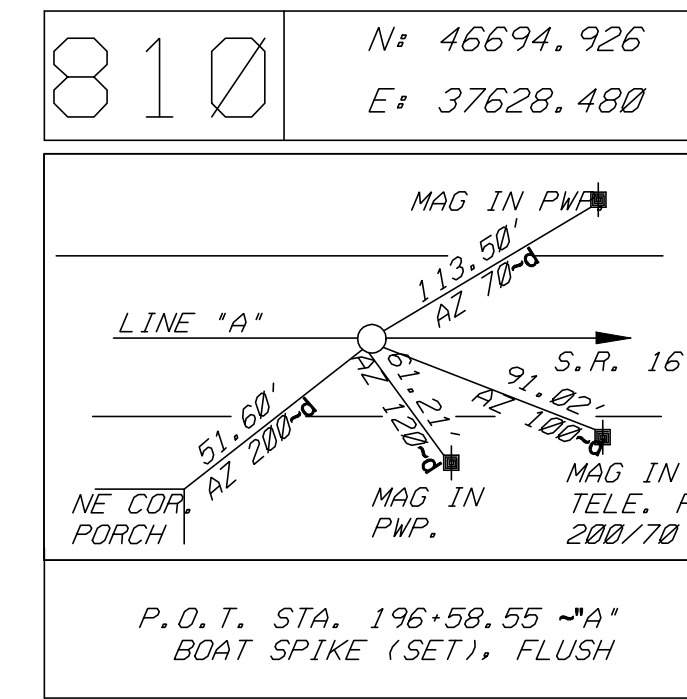 810
N: 46694.926
E: 37628.480
MAG IN PWP.
113.50'
AZ 70~d
LINE "A"
S.R. 16
61.21'
AZ 120~d
91.02'
AZ 100~d
51.60'
AZ 200~d
NE COR.
PORCH
MAG IN
PWP.
MAG IN
TELE. P
200/70
P.O.T. STA. 196+58.55 ~"A"
BOAT SPIKE (SET), FLUSH